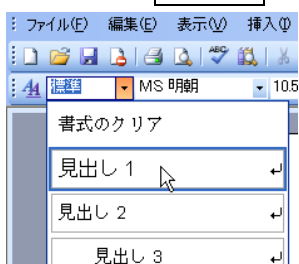 ファイル(F) 編集(E) 表示(V) 挿入(I)
ABC
標準 MS 明朝 10.5
書式のクリア
見出し 1
見出し 2
見出し 3